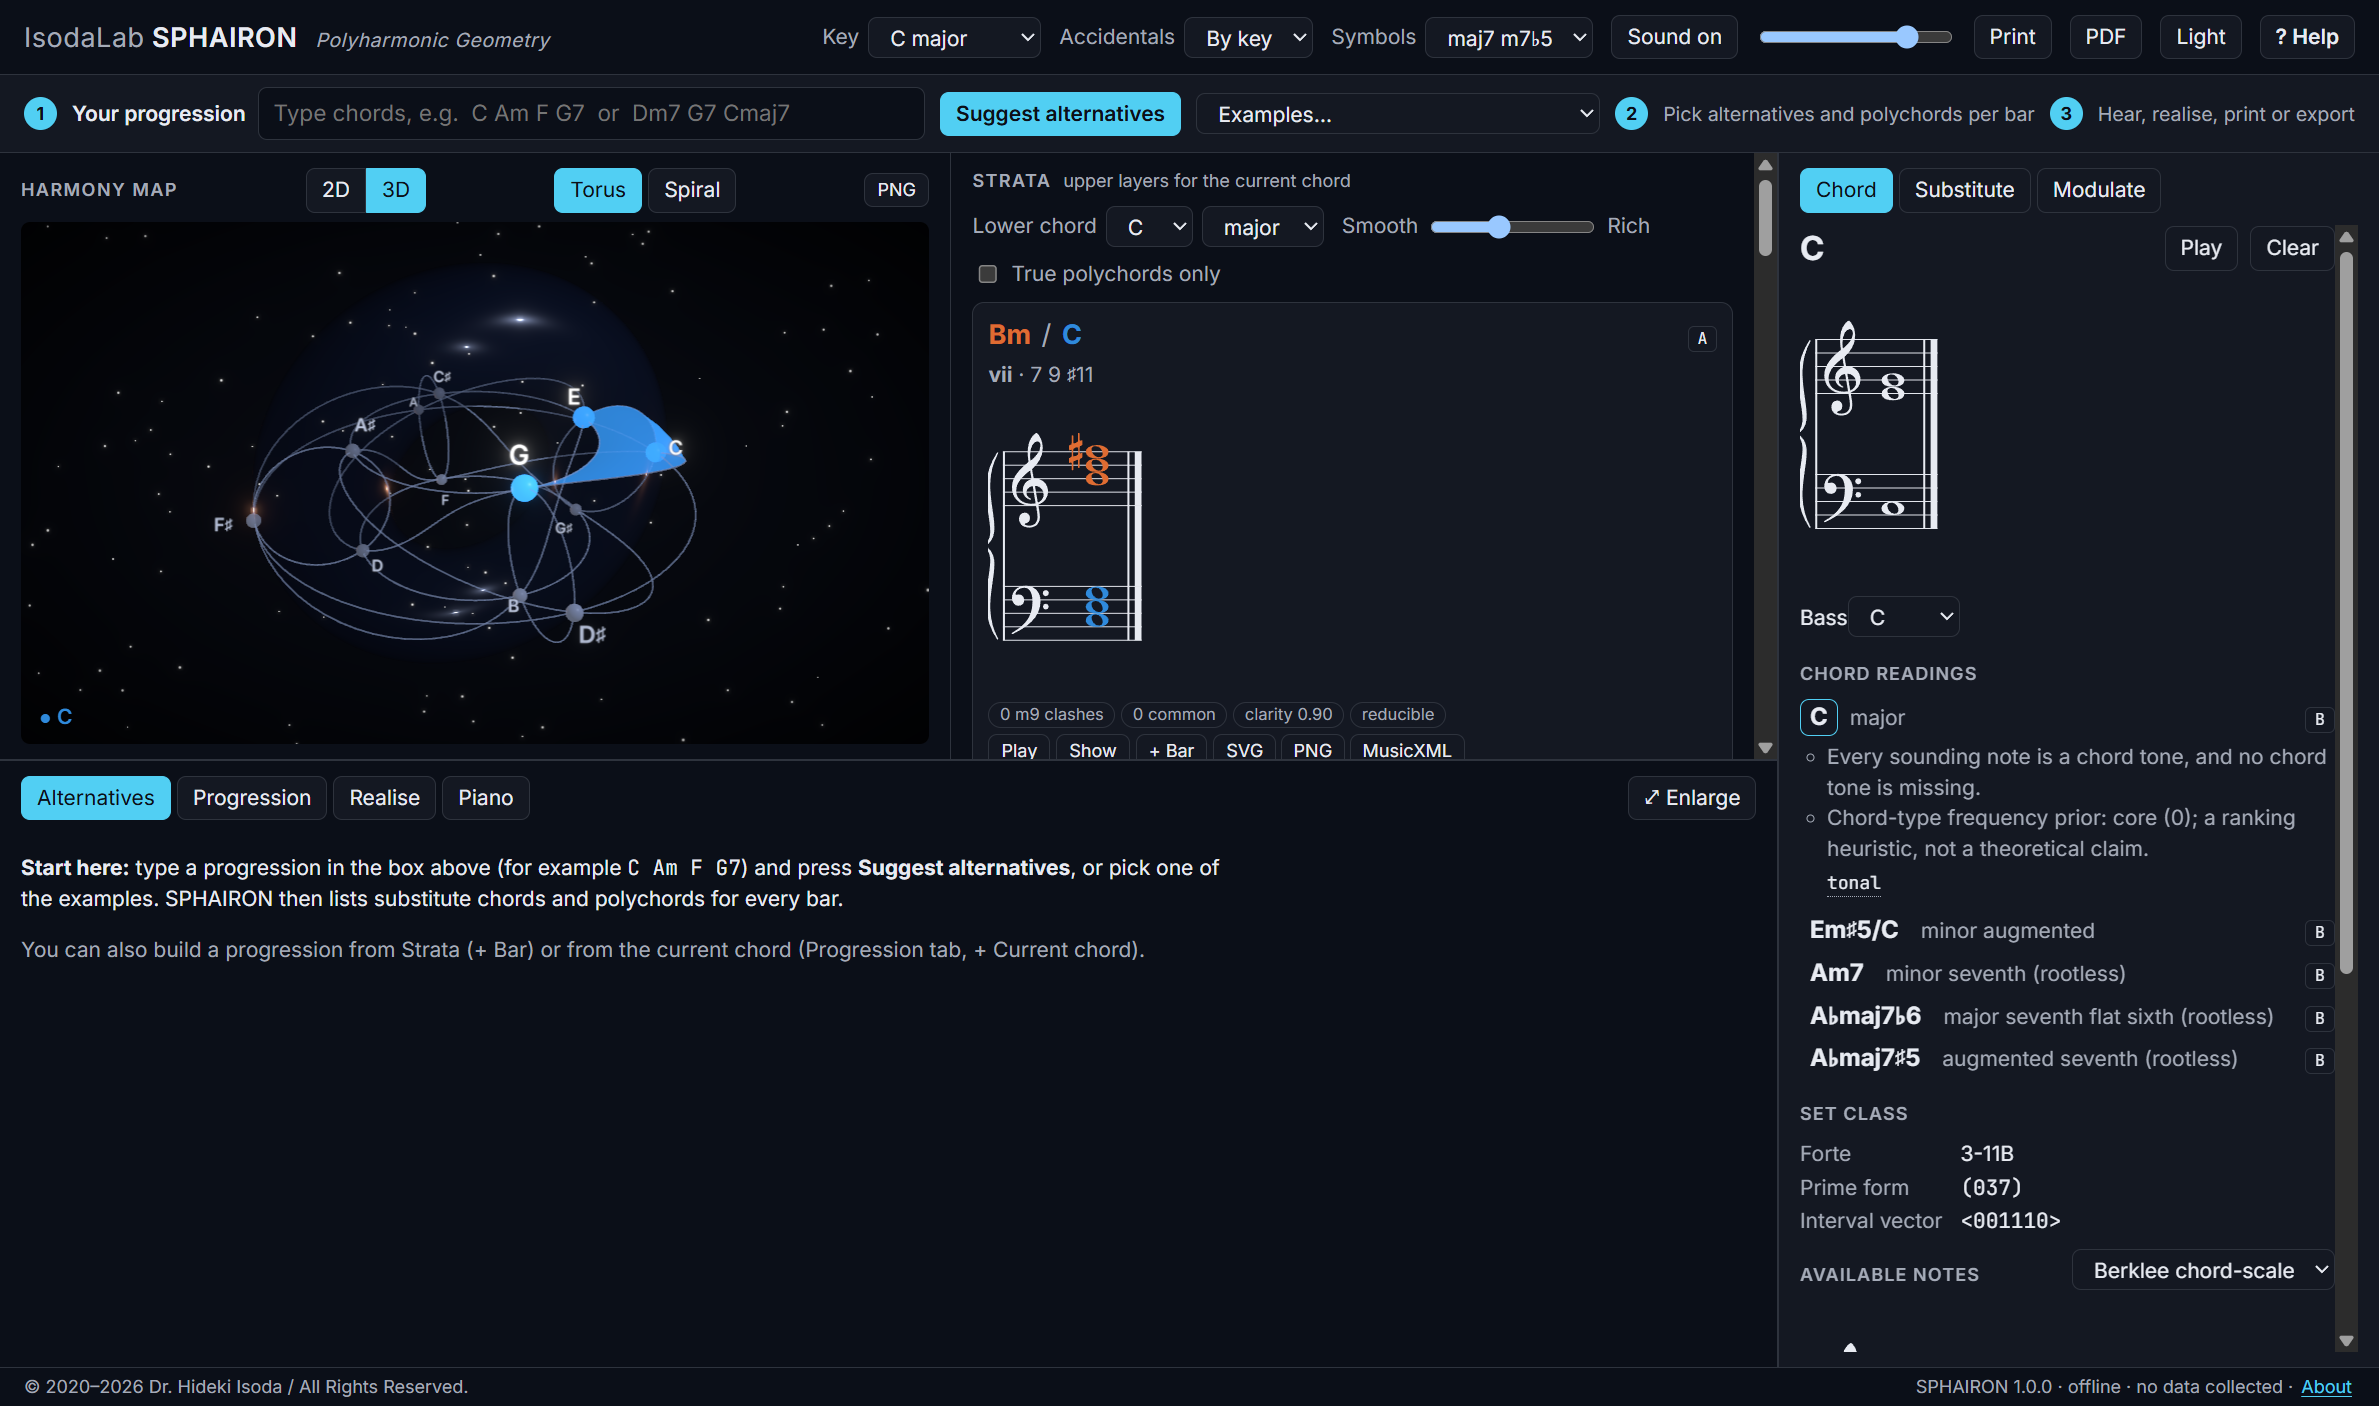 IsodaLab SPHAIRON Polyharmonic Geometry
Key C major Accidentals By key Symbols maj7 m7♭5 Sound on Print PDF Light ? Help
1 Your progression Type chords, e.g. C Am F G7 or Dm7 G7 Cmaj7 Suggest alternatives Examples... 2 Pick alternatives and polychords per bar 3 Hear, realise, print or export
HARMONY MAP 2D 3D Torus Spiral PNG
C♯
A
E
A♯
C
G
F
F♯
G♯
D
B
D♯
C
STRATA upper layers for the current chord
Lower chord C major Smooth Rich
True polychords only
Bm / C A
vii · 7 9 ♯11
0 m9 clashes 0 common clarity 0.90 reducible
Play Show + Bar SVG PNG MusicXML
Chord Substitute Modulate
C Play Clear
Bass C
CHORD READINGS
C major B
Every sounding note is a chord tone, and no chord
tone is missing.
Chord-type frequency prior: core (0); a ranking
heuristic, not a theoretical claim.
tonal
Em♯5/C minor augmented B
Am7 minor seventh (rootless) B
A♭maj7♭6 major seventh flat sixth (rootless) B
A♭maj7♯5 augmented seventh (rootless) B
SET CLASS
Forte 3-11B
Prime form (037)
Interval vector <001110>
AVAILABLE NOTES Berklee chord-scale
Alternatives Progression Realise Piano ⤢ Enlarge
Start here: type a progression in the box above (for example C Am F G7) and press Suggest alternatives, or pick one of
the examples. SPHAIRON then lists substitute chords and polychords for every bar.
You can also build a progression from Strata (+ Bar) or from the current chord (Progression tab, + Current chord).
© 2020–2026 Dr. Hideki Isoda / All Rights Reserved.
SPHAIRON 1.0.0 · offline · no data collected · About